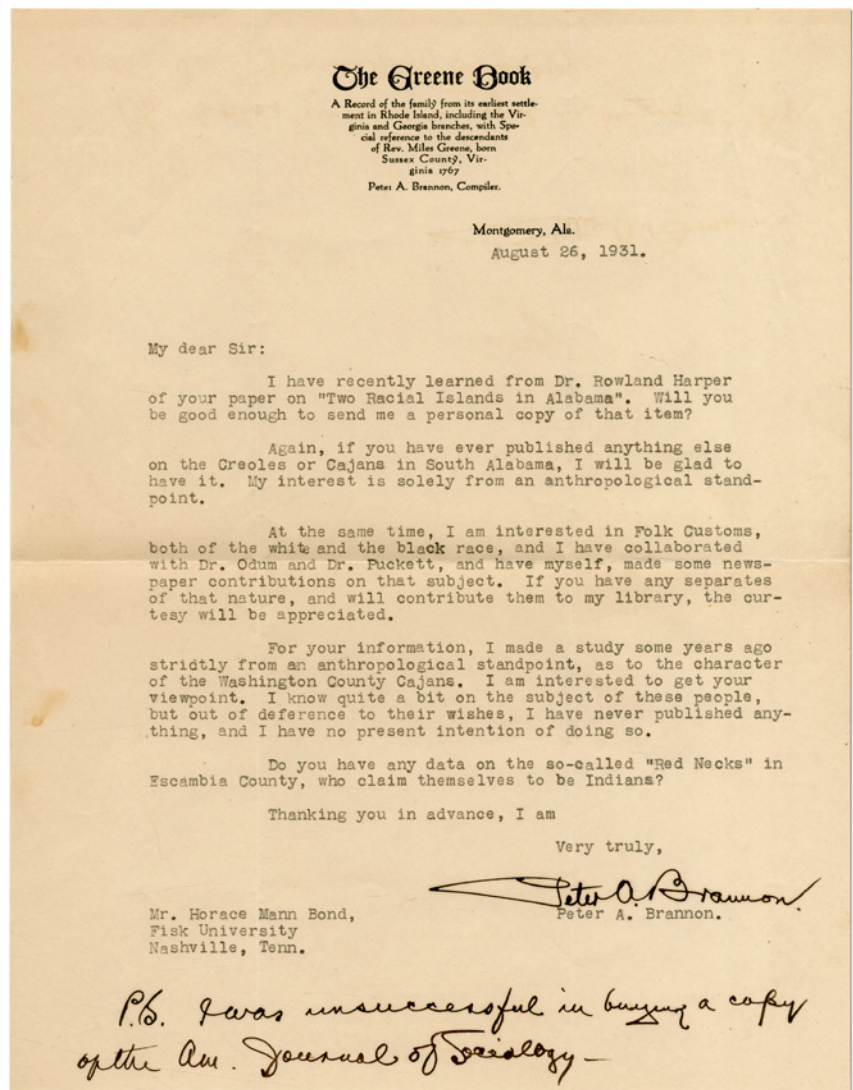 The Greene Book
A Record of the family from its earliest settle-
ment in Rhode Island, including the Vir-
ginia and Georgia branches, with Spe-
cial reference to the descendants
of Rev. Miles Greene, born
Sussex County, Vir-
ginia 1767
Peter A. Brannon, Compiler.
Montgomery, Ala.
August 26, 1931.
My dear Sir:
I have recently learned from Dr. Rowland Harper
of your paper on "Two Racial Islands in Alabama". Will you
be good enough to send me a personal copy of that item?
Again, if you have ever published anything else
on the Creoles or Cajans in South Alabama, I will be glad to
have it. My interest is solely from an anthropological stand-
point.
At the same time, I am interested in Folk Customs,
both of the white and the black race, and I have collaborated
with Dr. Odum and Dr. Puckett, and have myself, made some news-
paper contributions on that subject. If you have any separates
of that nature, and will contribute them to my library, the cur-
tesy will be appreciated.
For your information, I made a study some years ago
stridtly from an anthropological standpoint, as to the character
of the Washington County Cajans. I am interested to get your
viewpoint. I know quite a bit on the subject of these people,
but out of deference to their wishes, I have never published any-
thing, and I have no present intention of doing so.
Do you have any data on the so-called "Red Necks" in
Escambia County, who claim themselves to be Indians?
Thanking you in advance, I am
Very truly,
Peter A. Brannon.
Peter A. Brannon.
Mr. Horace Mann Bond,
Fisk University
Nashville, Tenn.
P.S. I was unsuccessful in buying a copy
of the Am. Journal of Sociology—